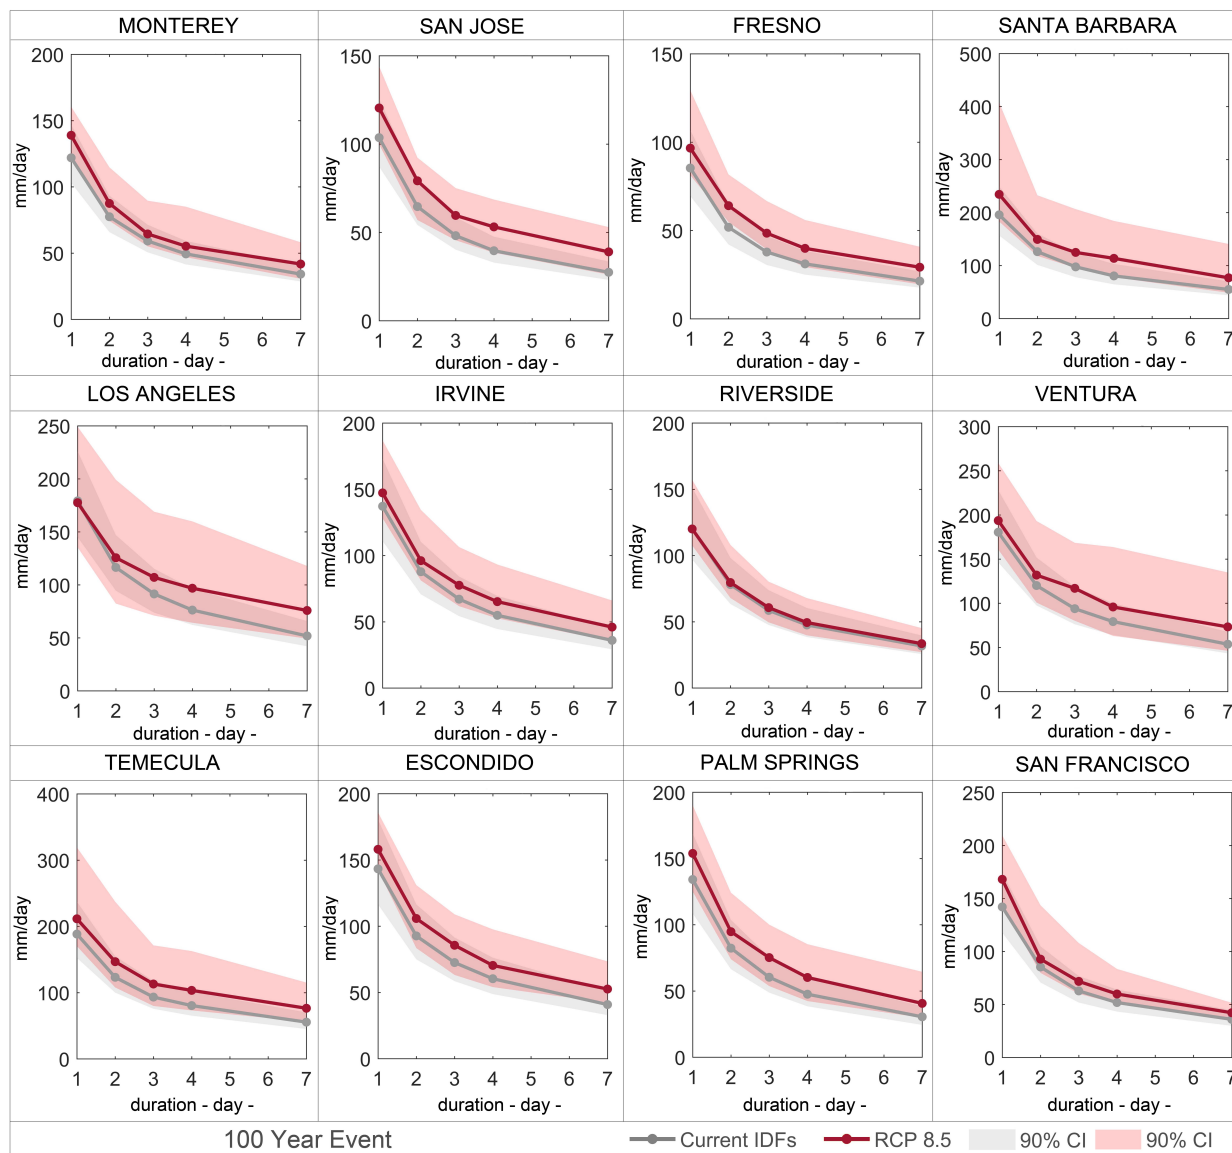 MONTEREY
SAN JOSE
FRESNO
SANTA BARBARA
200
150
100
50
0
mm/day
1 2 3 4 5 6 7
duration - day -
150
100
50
0
mm/day
1 2 3 4 5 6 7
duration - day -
150
100
50
0
mm/day
1 2 3 4 5 6 7
duration - day -
500
400
300
200
100
0
mm/day
1 2 3 4 5 6 7
duration - day -
LOS ANGELES
IRVINE
RIVERSIDE
VENTURA
250
200
150
100
50
0
mm/day
1 2 3 4 5 6 7
duration - day -
200
150
100
50
0
mm/day
1 2 3 4 5 6 7
duration - day -
200
150
100
50
0
mm/day
1 2 3 4 5 6 7
duration - day -
300
250
200
150
100
50
0
mm/day
1 2 3 4 5 6 7
duration - day -
TEMECULA
ESCONDIDO
PALM SPRINGS
SAN FRANCISCO
400
300
200
100
0
mm/day
1 2 3 4 5 6 7
duration - day -
200
150
100
50
0
mm/day
1 2 3 4 5 6 7
duration - day -
200
150
100
50
0
mm/day
1 2 3 4 5 6 7
duration - day -
250
200
150
100
50
0
mm/day
1 2 3 4 5 6 7
duration - day -
100 Year Event
Current IDFs
RCP 8.5
90% CI
90% CI